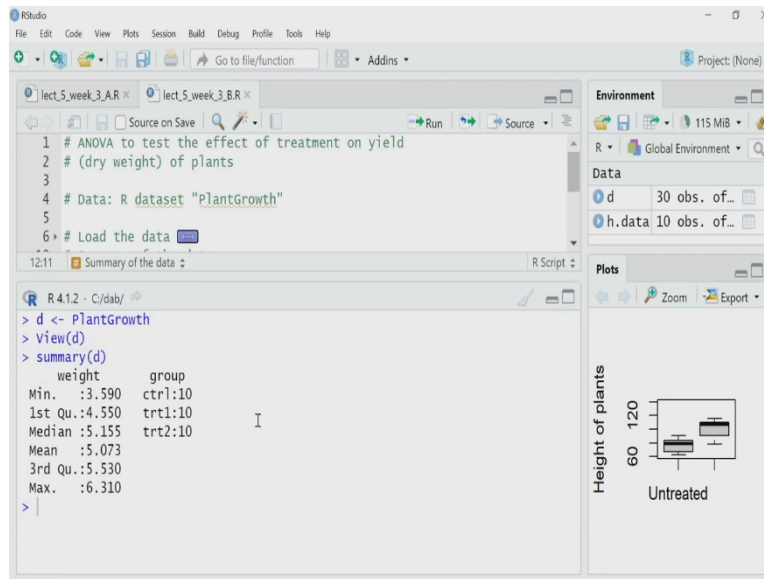 RStudio
File Edit Code View Plots Session Build Debug Profile Tools Help
Go to file/function
Addins
Project: (None)
lect_5_week_3_A.R
lect_5_week_3_B.R
Source on Save
Run
Source
1 # ANOVA to test the effect of treatment on yield
2 # (dry weight) of plants
3
4 # Data: R dataset "PlantGrowth"
5
6 # Load the data
12:11
Summary of the data
R Script
R 4.1.2 · C:/dab/
> d <- PlantGrowth
> View(d)
> summary(d)
weight group
Min. :3.590 ctrl:10
1st Qu.:4.550 trt1:10
Median :5.155 trt2:10
Mean :5.073
3rd Qu.:5.530
Max. :6.310
>
Environment
115 MiB
R
Global Environment
Data
d 30 obs. of…
h.data 10 obs. of…
Plots
Zoom
Export
Height of plants
60 120
Untreated